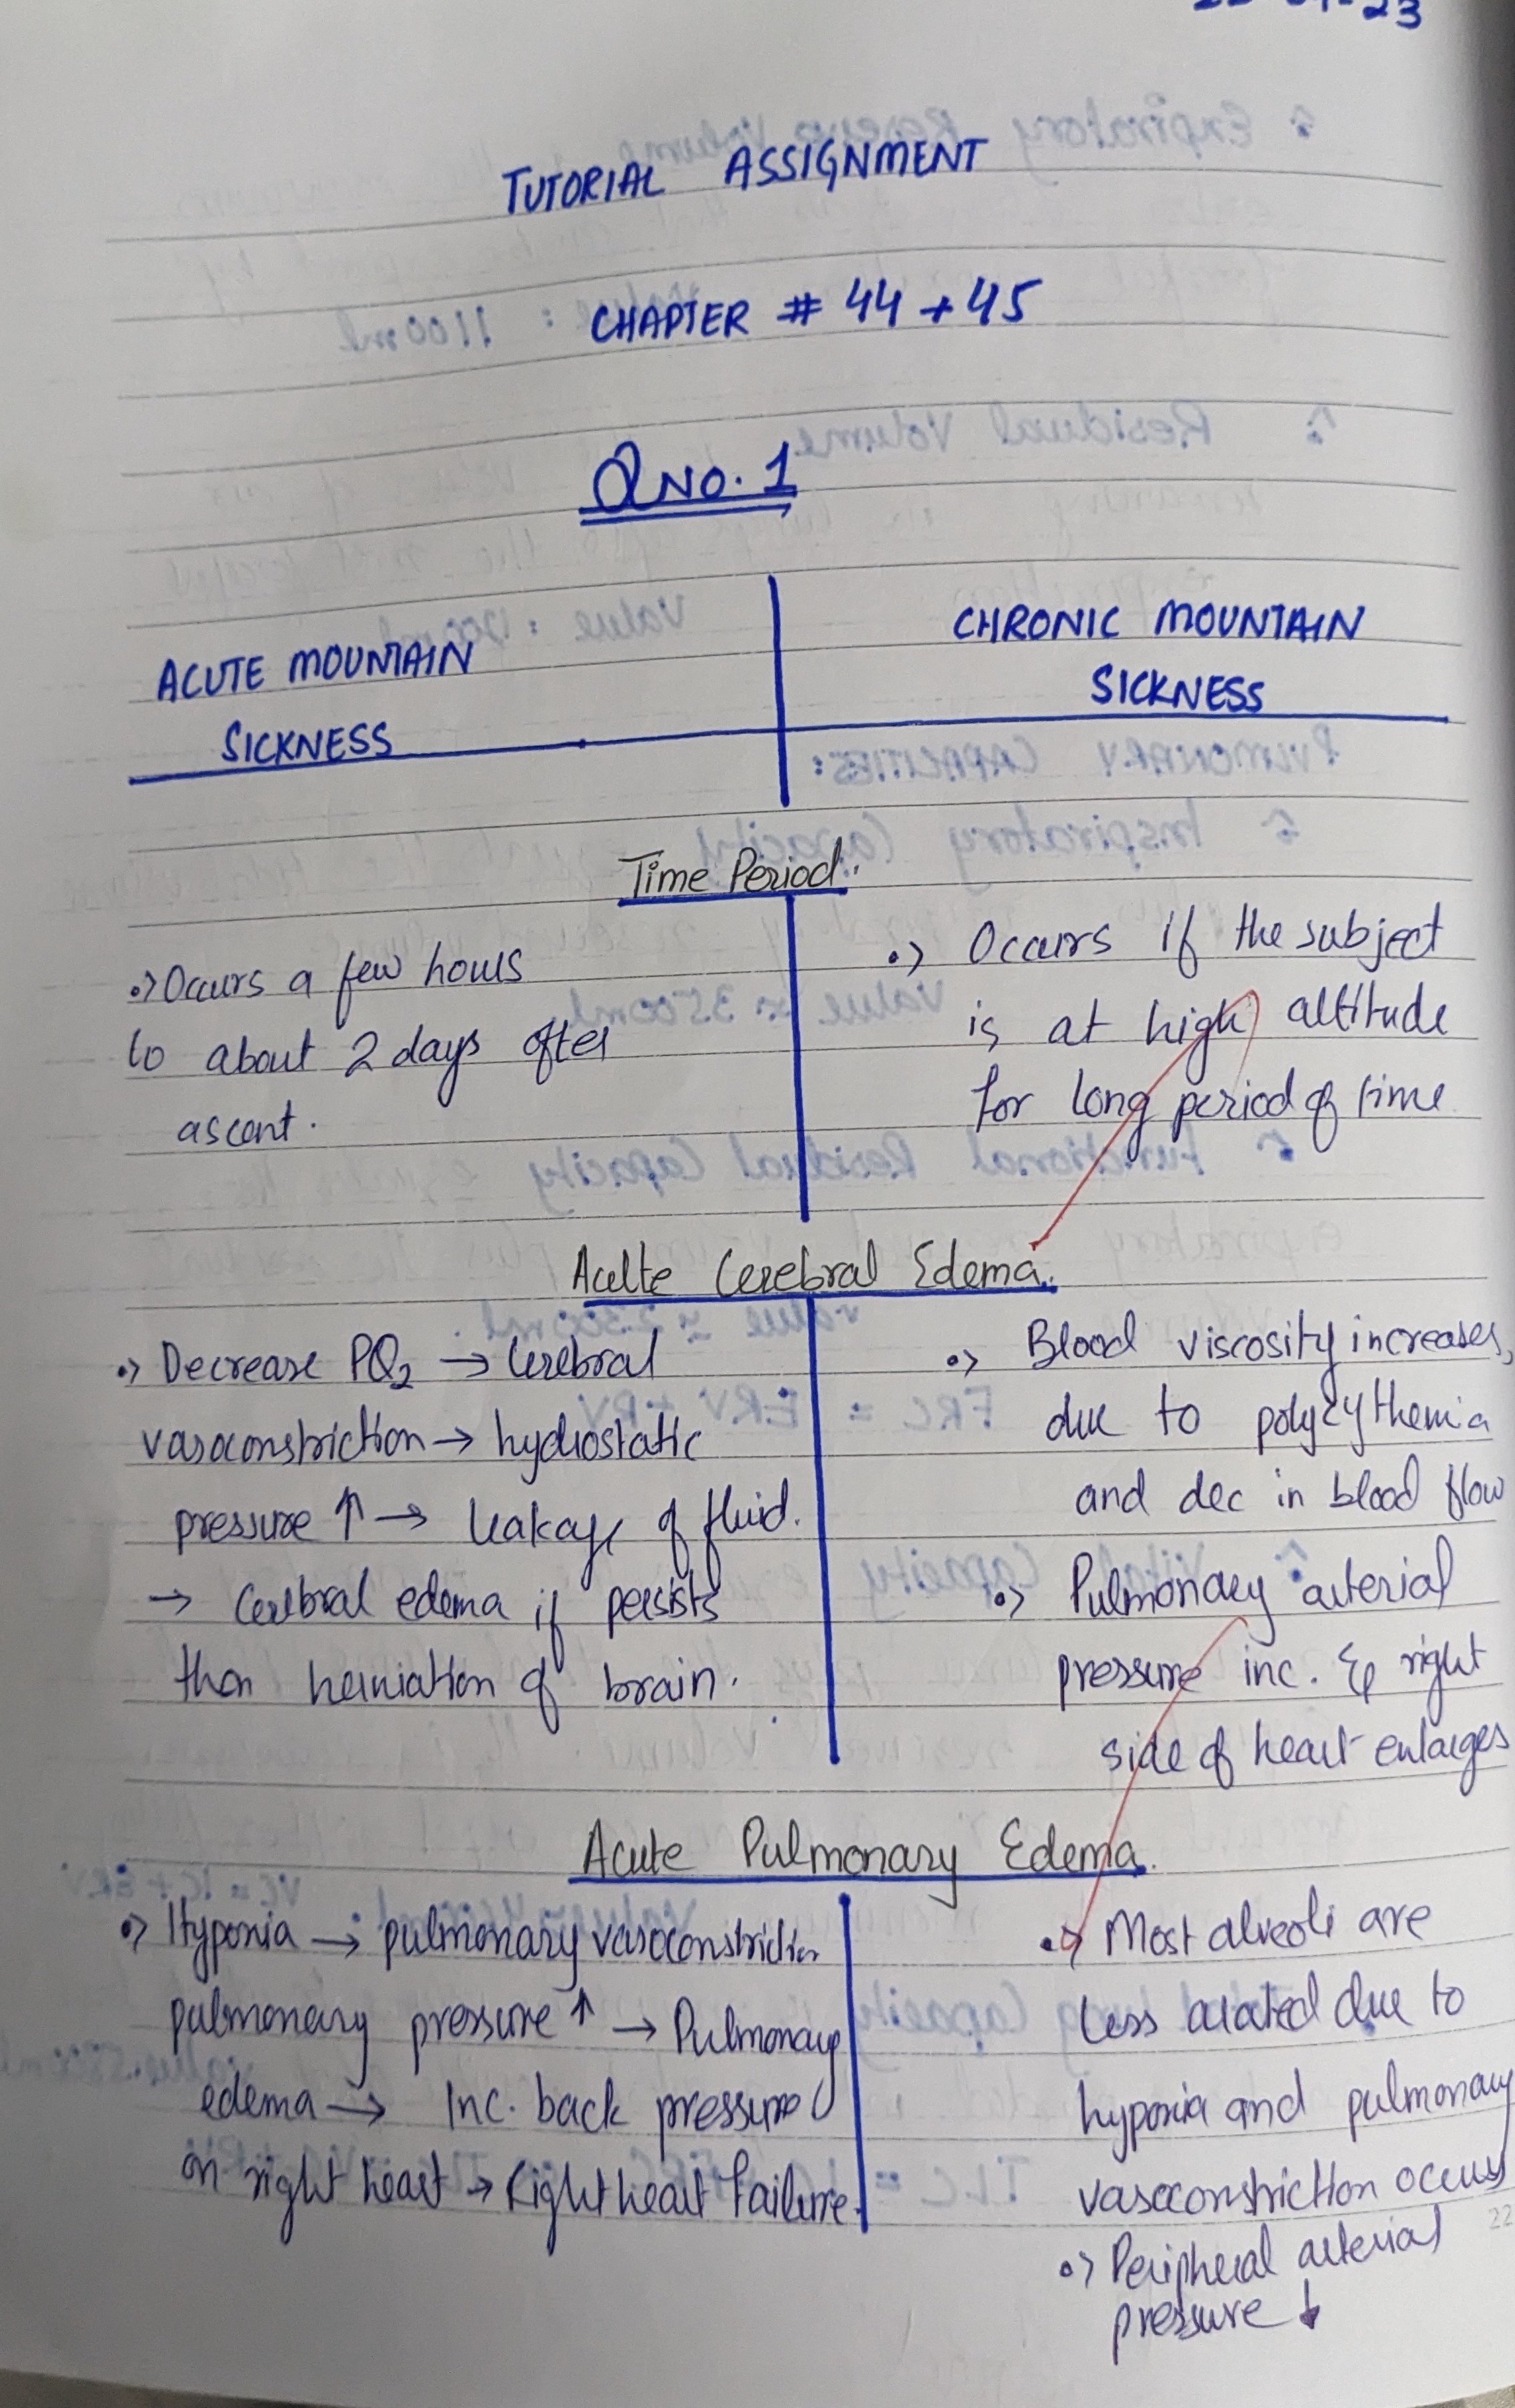 TUTORIAL ASSIGNMENT
CHAPTER # 44 + 45
QNO. 1
ACUTE MOUNTAIN
SICKNESS
CHRONIC MOUNTAIN
SICKNESS
Time Period.
•> Occurs a few hours
to about 2 days after
ascent.
•> Occurs if the subject
is at high altitude
for long period of time
Acute Cerebral Edema.
•> Decrease PO2 → Cerebral
vasoconstriction → hydrostatic
pressure ↑ → leakage of fluid.
→ Cerebral edema if persists
then herniation of brain.
•> Blood viscosity increases,
due to polycythemia
and dec in blood flow
•> Pulmonary arterial
pressure inc. & right
side of heart enlarges
Acute Pulmonary Edema.
•> Hypoxia → pulmonary vasoconstriction
pulmonary pressure ↑ → Pulmonary
edema → Inc. back pressure
on right heart → Right heart Failure.
•> Most alveoli are
less arated due to
hypoxia and pulmonary
vasoconstriction occurs
•> Peripheral arterial
pressure ↓
22